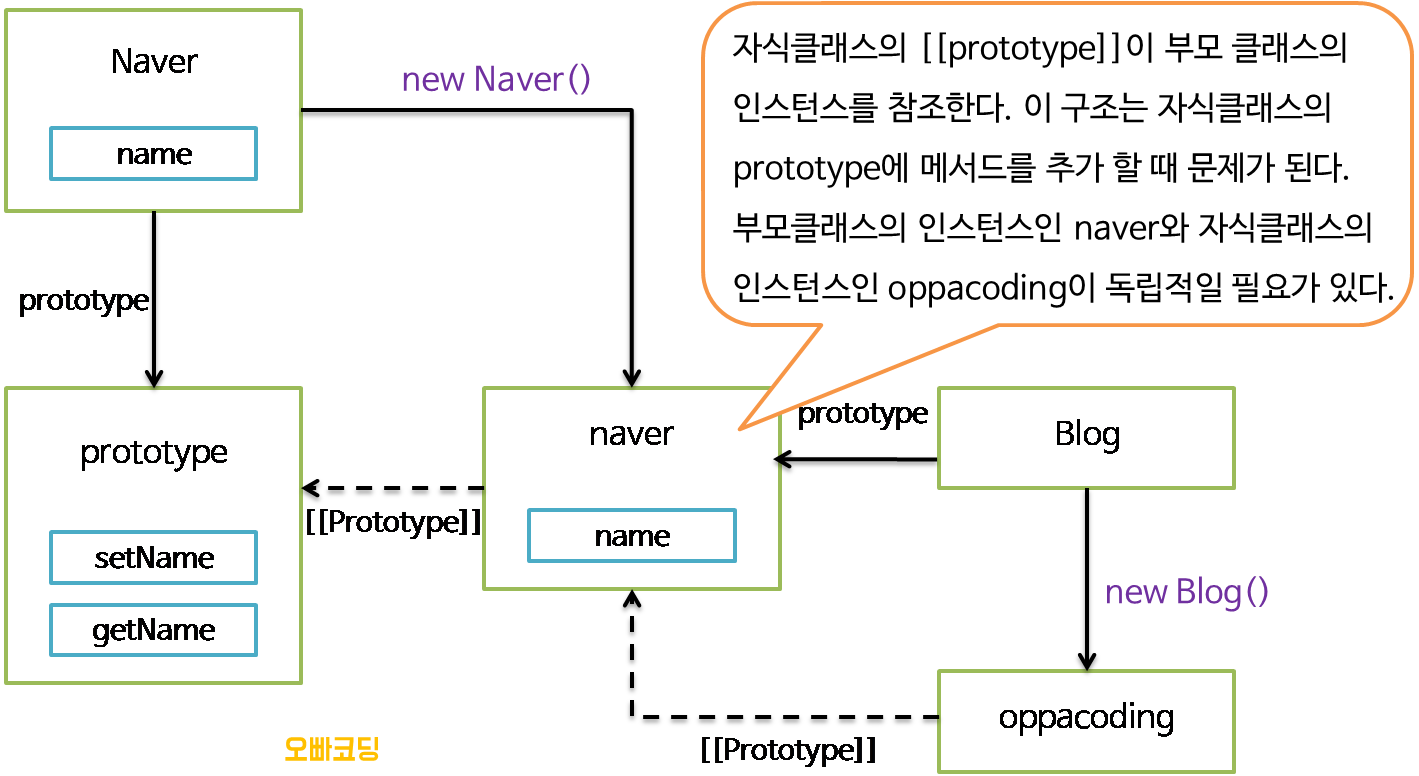 Naver
name
new Naver()
자식클래스의 [[prototype]]이 부모 클래스의
인스턴스를 참조한다. 이 구조는 자식클래스의
prototype에 메서드를 추가 할 때 문제가 된다.
부모클래스의 인스턴스인 naver와 자식클래스의
인스턴스인 oppacoding이 독립적일 필요가 있다.
prototype
prototype
setName
getName
[[Prototype]]
naver
name
prototype
Blog
new Blog()
oppacoding
[[Prototype]]
오빠코딩